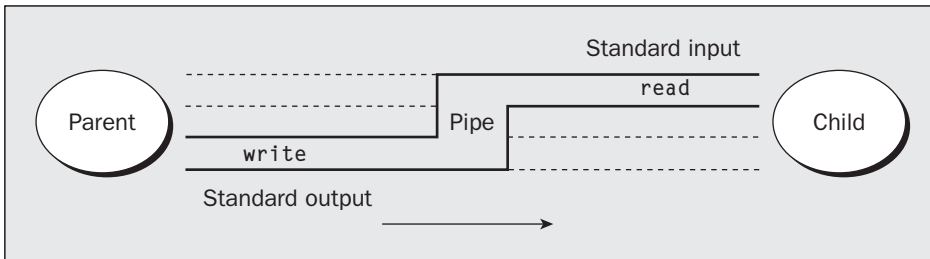 Standard input
read
Parent
Pipe
Child
write
Standard output